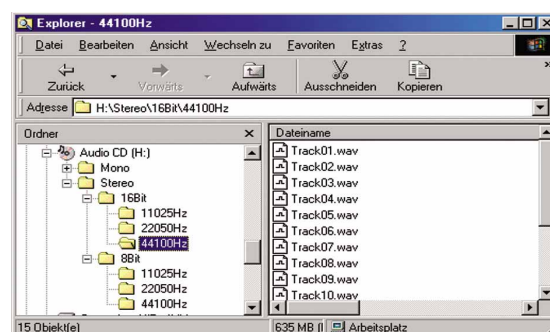 Explorer - 44100Hz
Datei Bearbeiten Ansicht Wechseln zu Favoriten Extras ?
Zurück Vorwärts Aufwärts Ausschneiden Kopieren »
Adresse H:\Stereo\16Bit\44100Hz
Ordner
Audio CD (H:)
Mono
Stereo
16Bit
11025Hz
22050Hz
44100Hz
8Bit
11025Hz
22050Hz
44100Hz
Dateiname
Track01.wav
Track02.wav
Track03.wav
Track04.wav
Track05.wav
Track06.wav
Track07.wav
Track08.wav
Track09.wav
Track10.wav
15 Objekt(e) 635 MB Arbeitsplatz